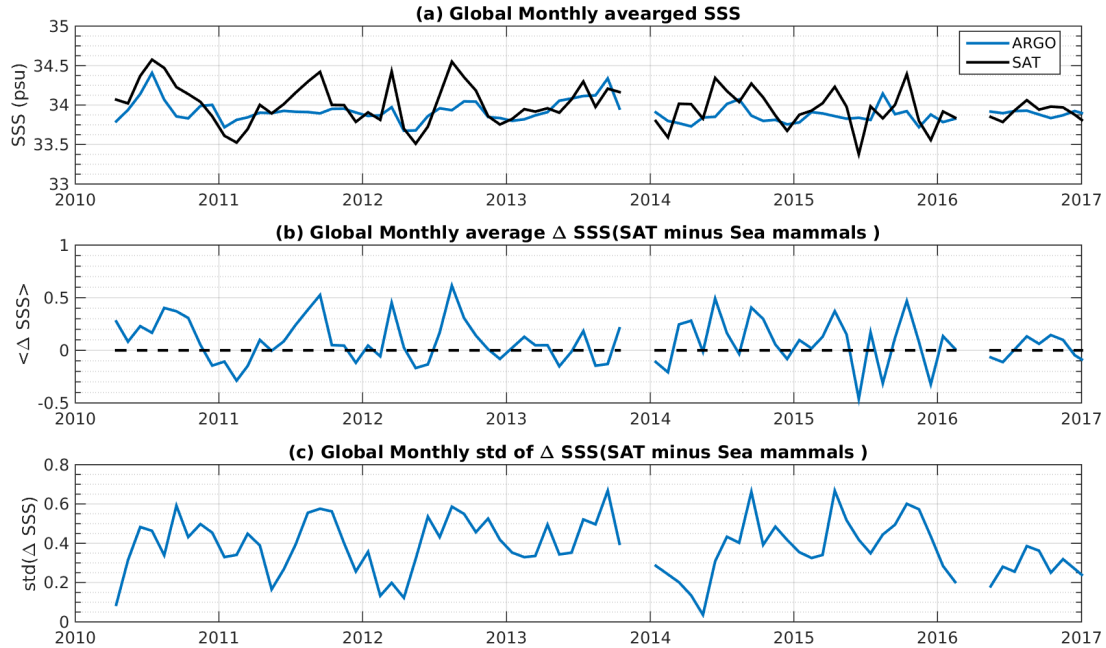 (a) Global Monthly avearged SSS
35
34.5
34
33.5
33
SSS (psu)
ARGO
SAT
2010 2011 2012 2013 2014 2015 2016 2017
(b) Global Monthly average Δ SSS(SAT minus Sea mammals )
1
0.5
0
-0.5
<Δ SSS>
2010 2011 2012 2013 2014 2015 2016 2017
(c) Global Monthly std of Δ SSS(SAT minus Sea mammals )
0.8
0.6
0.4
0.2
0
std(Δ SSS)
2010 2011 2012 2013 2014 2015 2016 2017